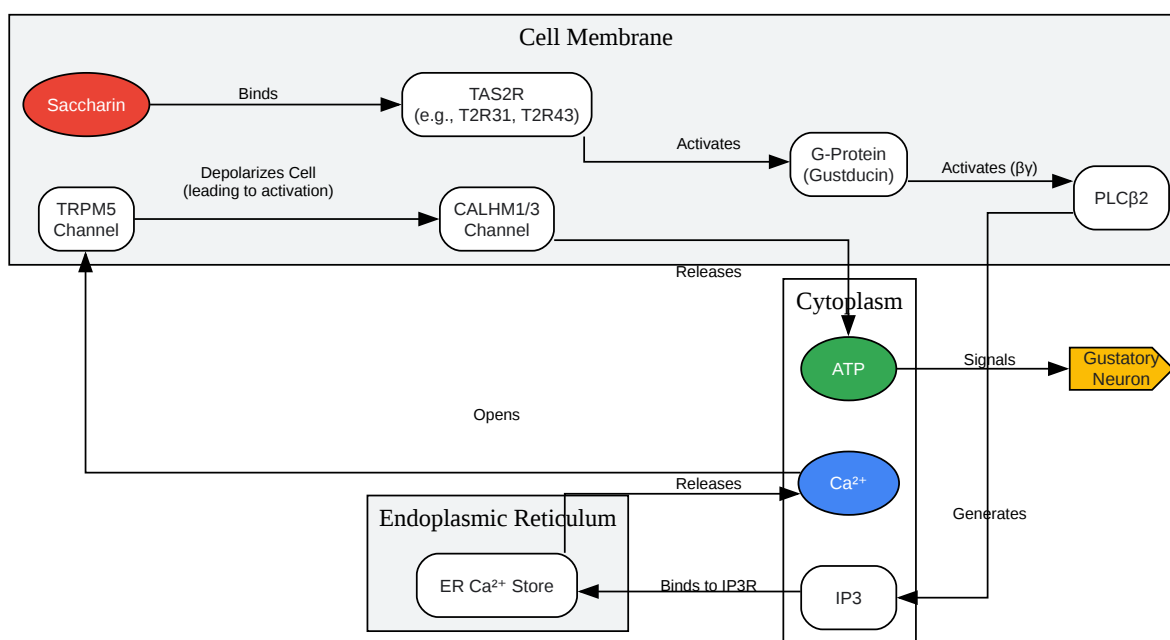 Cell Membrane
Saccharin
Binds
TAS2R
(e.g., T2R31, T2R43)
Activates
G-Protein
(Gustducin)
Activates (βγ)
PLCβ2
Depolarizes Cell
(leading to activation)
TRPM5
Channel
CALHM1/3
Channel
Releases
Cytoplasm
ATP
Signals
Gustatory
Neuron
Opens
Ca²⁺
Releases
Generates
Endoplasmic Reticulum
ER Ca²⁺ Store
Binds to IP3R
IP3